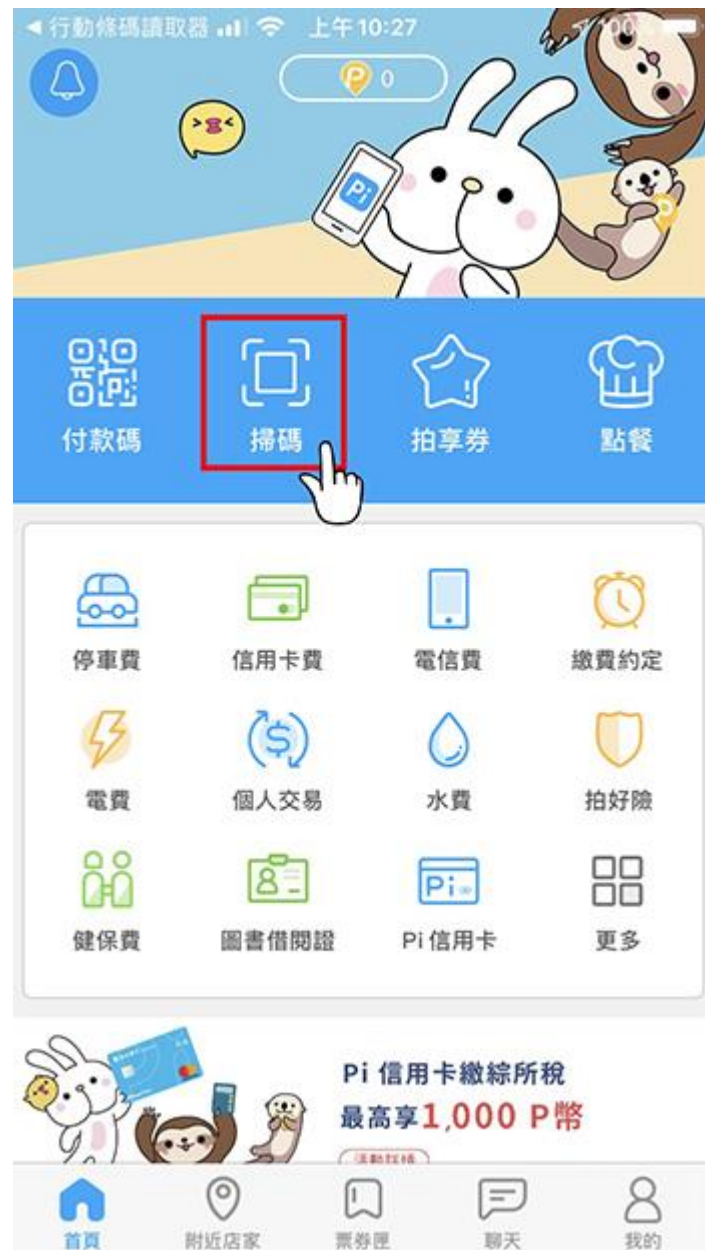 行動條碼讀取器 上午10:27
P 0
Pi
付款碼 掃碼 拍享券 點餐
停車費 信用卡費 電信費 繳費約定
電費 個人交易 水費 拍好險
健保費 圖書借閱證 Pi 信用卡 更多
Pi 信用卡繳綜所稅
最高享1,000 P幣
首頁 附近店家 票券匣 聊天 我的